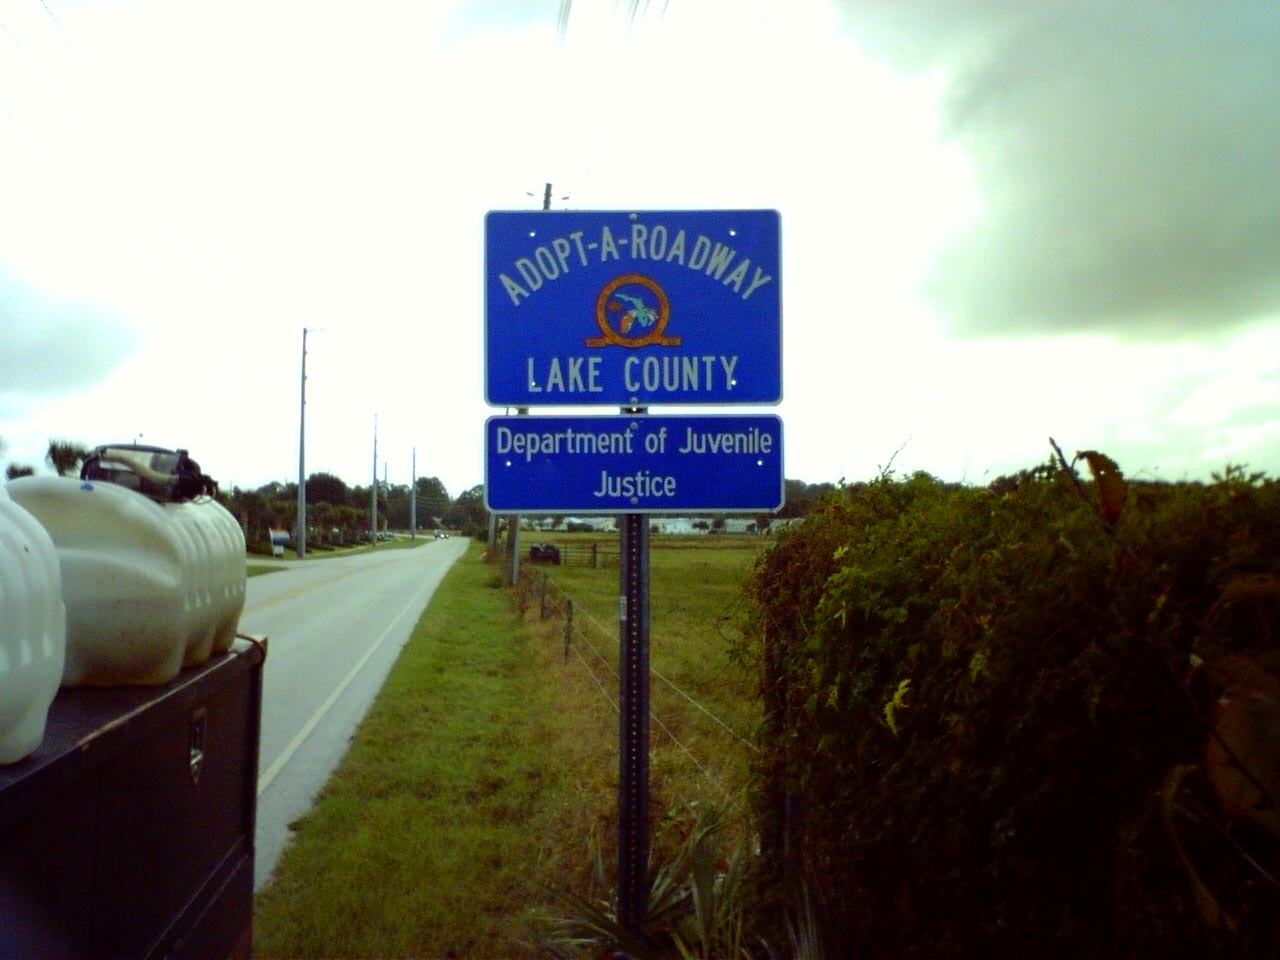 ADOPT-A-ROADWAY
LAKE COUNTY
Department of Juvenile
Justice